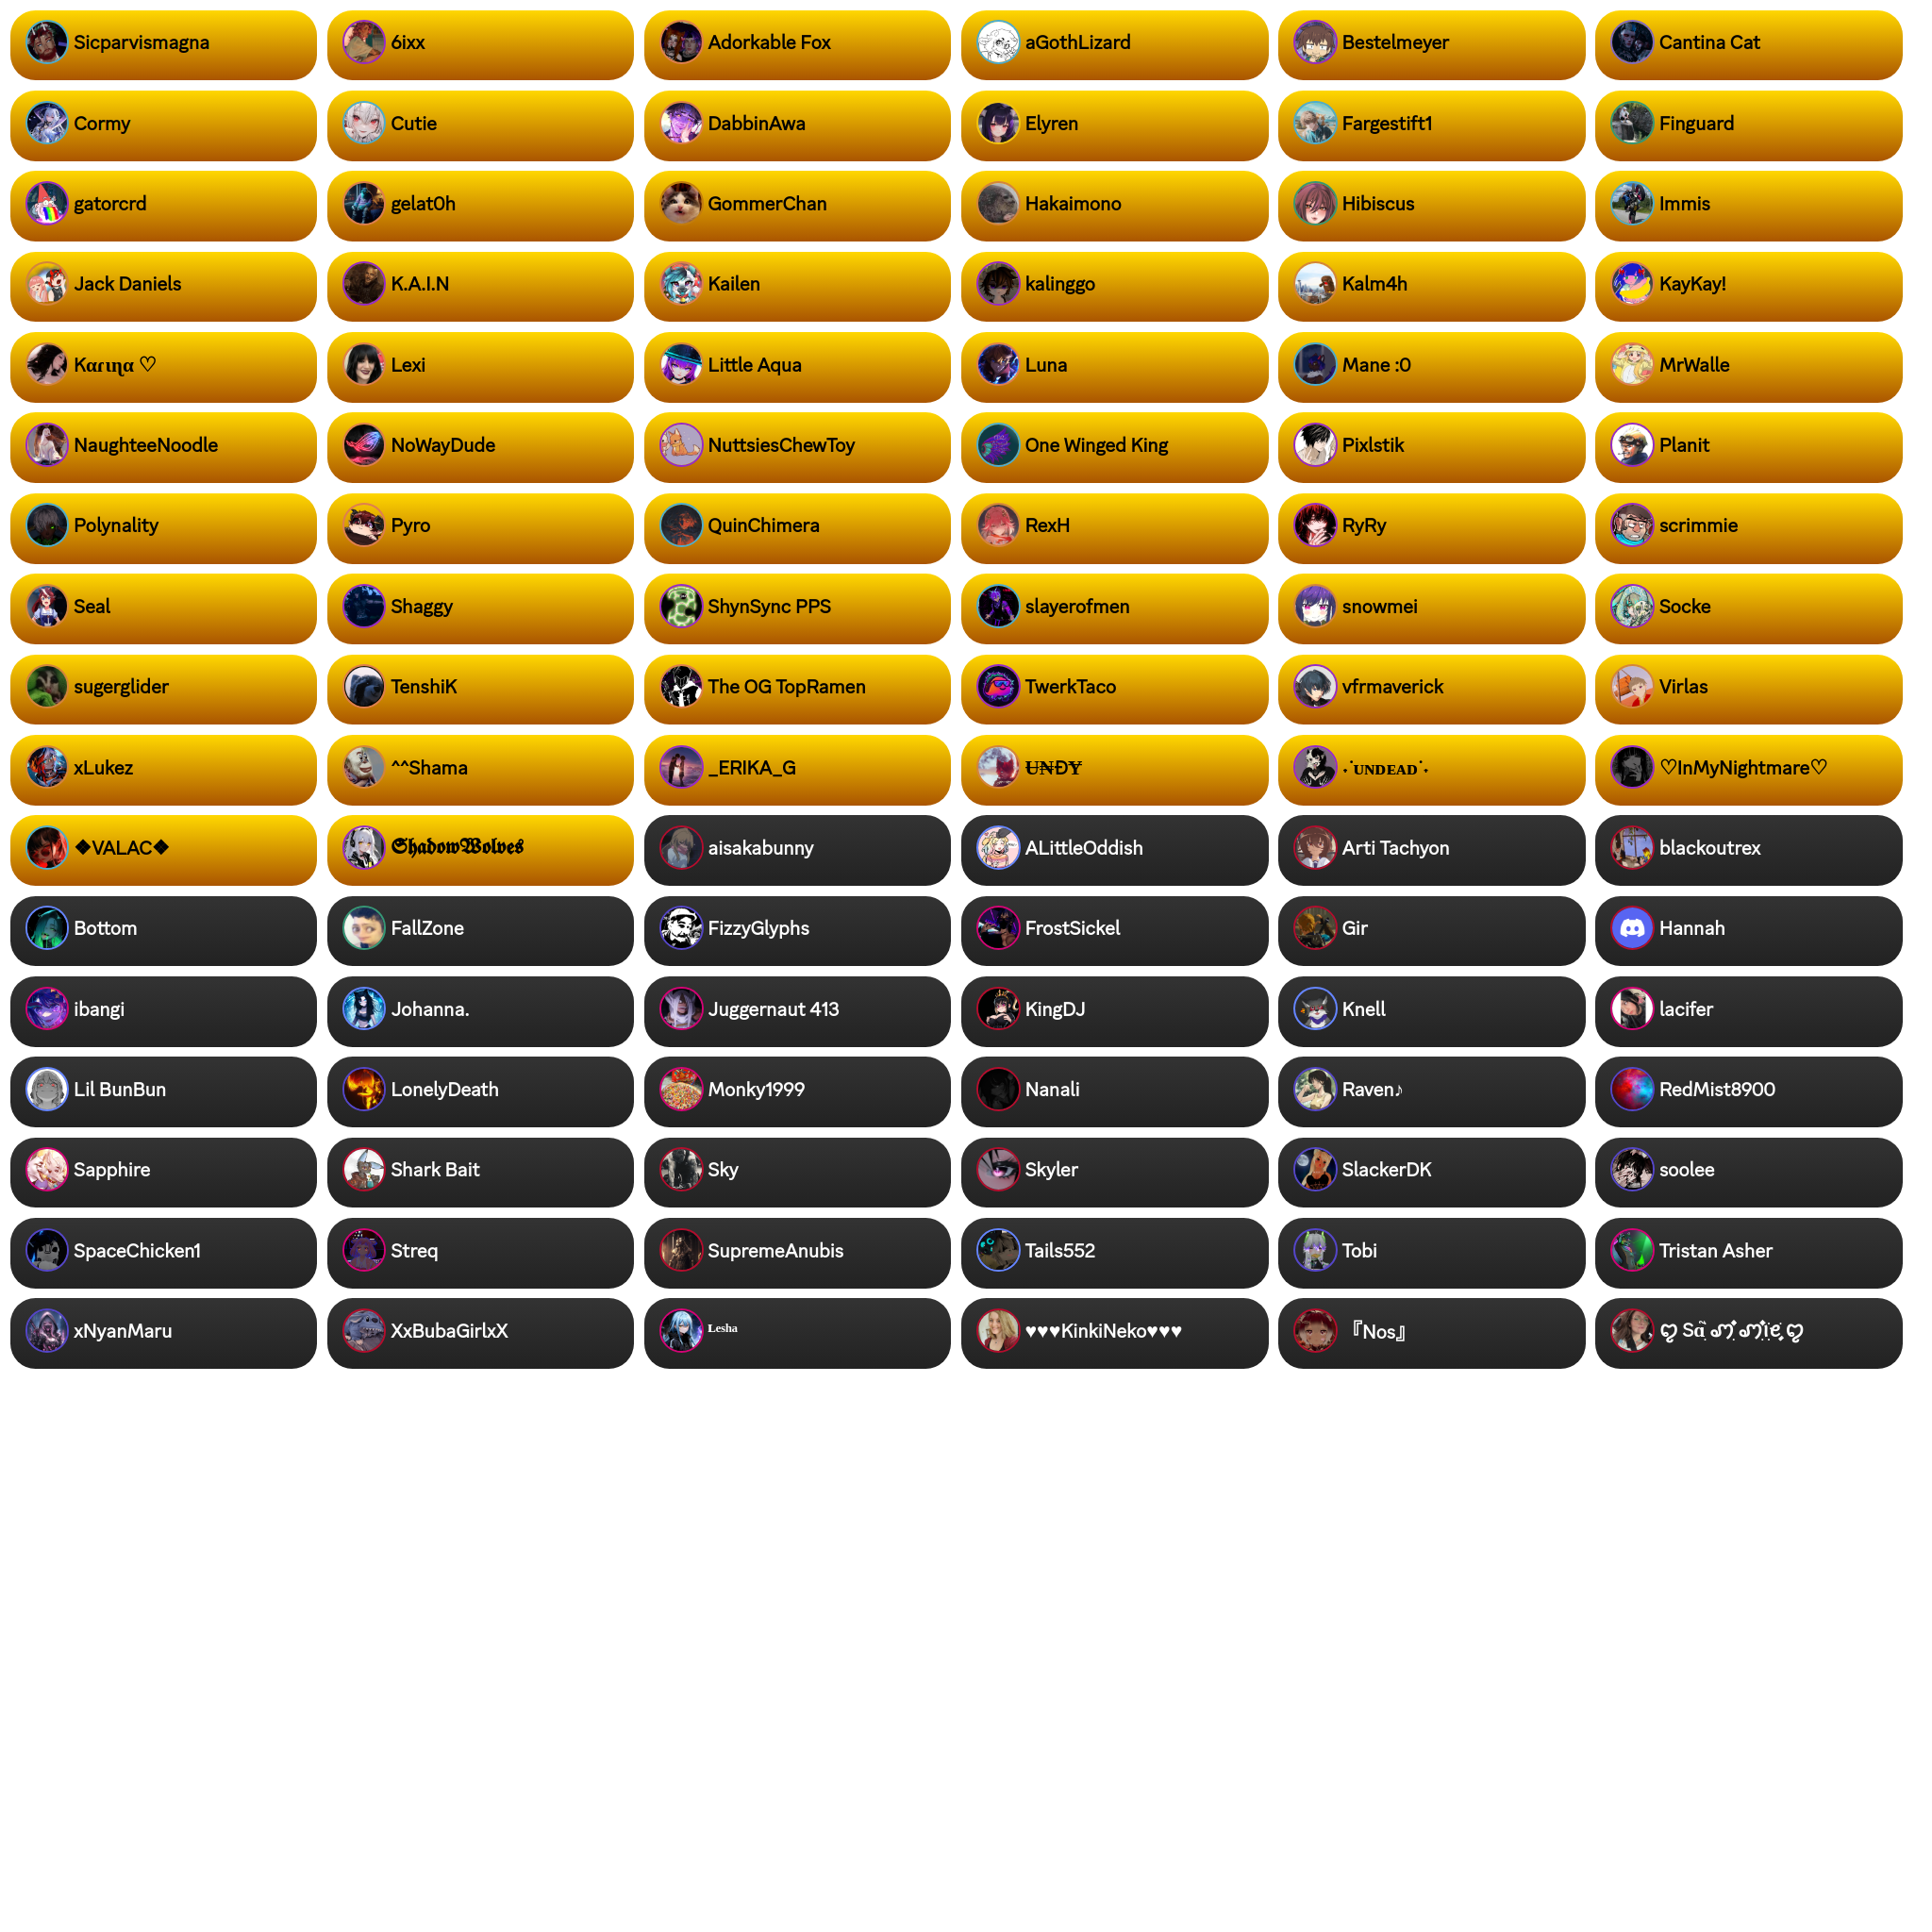 Sicparvismagna 6ixx Adorkable Fox aGothLizard Bestelmeyer Cantina Cat
Cormy Cutie DabbinAwa Elyren Fargestift1 Finguard
gatorcrd gelat0h GommerChan Hakaimono Hibiscus Immis
Jack Daniels K.A.I.N Kailen kalinggo Kalm4h KayKay!
Kαɾιɳα ♡ Lexi Little Aqua Luna Mane :0 MrWalle
NaughteeNoodle NoWayDude NuttsiesChewToy One Winged King Pixlstik Planit
Polynality Pyro QuinChimera RexH RyRy scrimmie
Seal Shaggy ShynSync PPS slayerofmen snowmei Socke
sugerglider TenshiK The OG TopRamen TwerkTaco vfrmaverick Virlas
xLukez ^^Shama _ERIKA_G U̶N̶ĐY̶ ˖˙ᴜɴᴅᴇᴀᴅ˙˖ ♡InMyNightmare♡
◆VALAC◆ 𝕾𝖍𝖆𝖉𝖔𝖜𝖂𝖔𝖑𝖛𝖊𝖘 aisakabunny ALittleOddish Arti Tachyon blackoutrex
Bottom FallZone FizzyGlyphs FrostSickel Gir Hannah
ibangi Johanna. Juggernaut 413 KingDJ Knell lacifer
Lil BunBun LonelyDeath Monky1999 Nanali Raven♪ RedMist8900
Sapphire Shark Bait Sky Skyler SlackerDK soolee
SpaceChicken1 Streq SupremeAnubis Tails552 Tobi Tristan Asher
xNyanMaru XxBubaGirlxX ᴸᵉˢʰᵃ ♥♥♥KinkiNeko♥♥♥ 『Nos』